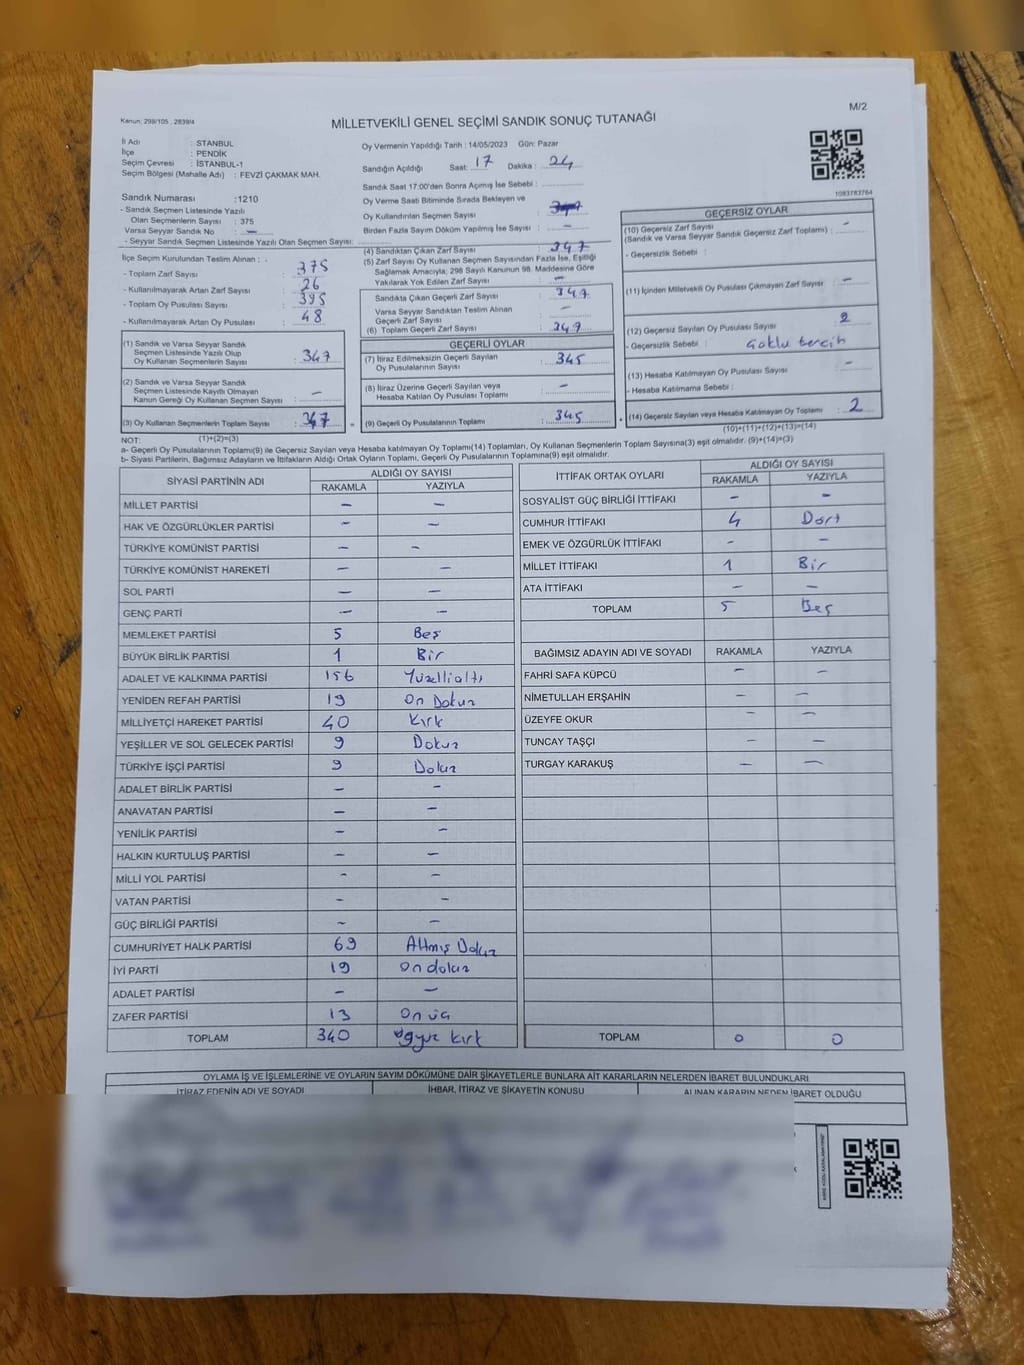 Kanun: 298/105 , 2839/4
M/2
MİLLETVEKİLİ GENEL SEÇİMİ SANDIK SONUÇ TUTANAĞI
İl Adı : STANBUL
İlçe : PENDİK
Seçim Çevresi : İSTANBUL-1
Seçim Bölgesi (Mahalle Adı) : FEVZİ ÇAKMAK MAH.
Sandık Numarası :1210
- Sandık Seçmen Listesinde Yazılı
Olan Seçmenlerin Sayısı : 375
Varsa Seyyar Sandık No : —
- Seyyar Sandık Seçmen Listesinde Yazılı Olan Seçmen Sayısı:
İlçe Seçim Kurulundan Teslim Alınan : -
- Toplam Zarf Sayısı : 375
- Kullanılmayarak Artan Zarf Sayısı : 26
- Toplam Oy Pusulası Sayısı : 395
- Kullanılmayarak Artan Oy Pusulası : 48
(1) Sandık ve Varsa Seyyar Sandık
Seçmen Listesinde Yazılı Olup
Oy Kullanan Seçmenlerin Sayısı : 347
(2) Sandık ve Varsa Seyyar Sandık
Seçmen Listesinde Kayıtlı Olmayan
Kanun Gereği Oy Kullanan Seçmen Sayısı : —
(3) Oy Kullanan Seçmenlerin Toplam Sayısı : 347
(1)+(2)=(3)
Oy Vermenin Yapıldığı Tarih : 14/05/2023 Gün: Pazar
Sandığın Açıldığı Saat: 17 Dakika : 24
Sandık Saat 17:00'den Sonra Açmış İse Sebebi :
Oy Verme Saati Bitiminde Sırada Bekleyen ve
Oy Kullandırılan Seçmen Sayısı :
Birden Fazla Sayım Döküm Yapılmış İse Sayısı : —
(4) Sandıktan Çıkan Zarf Sayısı : 347
(5) Zarf Sayısı Oy Kullanan Seçmen Sayısından Fazla İse, Eşitliği
Sağlamak Amacıyla; 298 Sayılı Kanunun 98. Maddesine Göre
Yakılarak Yok Edilen Zarf Sayısı : —
Sandıkta Çıkan Geçerli Zarf Sayısı : 347
Varsa Seyyar Sandıktan Teslim Alınan
Geçerli Zarf Sayısı : —
(6) Toplam Geçerli Zarf Sayısı : 347
GEÇERLİ OYLAR
(7) İtiraz Edilmeksizin Geçerli Sayılan
Oy Pusulalarının Sayısı : 345
(8) İtiraz Üzerine Geçerli Sayılan veya
Hesaba Katılan Oy Pusulası Toplamı : —
(9) Geçerli Oy Pusulalarının Toplamı : 345
1083783764
GEÇERSİZ OYLAR
(10) Geçersiz Zarf Sayısı
(Sandık ve Varsa Seyyar Sandık Geçersiz Zarf Toplamı) : —
- Geçersizlik Sebebi :
(11) İçinden Milletvekili Oy Pusulası Çıkmayan Zarf Sayısı : —
(12) Geçersiz Sayılan Oy Pusulası Sayısı : 2
- Geçersizlik Sebebi : Çoklu tercih
(13) Hesaba Katılmayan Oy Pusulası Sayısı : —
- Hesaba Katılmama Sebebi :
(14) Geçersiz Sayılan veya Hesaba Katılmayan Oy Toplamı : 2
(10)+(11)+(12)+(13)=(14)
NOT:
a- Geçerli Oy Pusulalarının Toplamı(9) ile Geçersiz Sayılan veya Hesaba katılmayan Oy Toplamı(14) Toplamları, Oy Kullanan Seçmenlerin Toplam Sayısına(3) eşit olmalıdır. (9)+(14)=(3)
b- Siyasi Partilerin, Bağımsız Adayların ve İttifakların Aldığı Ortak Oyların Toplamı, Geçerli Oy Pusulalarının Toplamına(9) eşit olmalıdır.
SİYASİ PARTİNİN ADI ALDIĞI OY SAYISI
RAKAMLA YAZIYLA
MİLLET PARTİSİ — —
HAK VE ÖZGÜRLÜKLER PARTİSİ — —
TÜRKİYE KOMÜNİST PARTİSİ — —
TÜRKİYE KOMÜNİST HAREKETİ — —
SOL PARTİ — —
GENÇ PARTİ — —
MEMLEKET PARTİSİ 5 Beş
BÜYÜK BİRLİK PARTİSİ 1 Bir
ADALET VE KALKINMA PARTİSİ 156 Yüzellialtı
YENİDEN REFAH PARTİSİ 19 On Dokuz
MİLLİYETÇİ HAREKET PARTİSİ 40 Kırk
YEŞİLLER VE SOL GELECEK PARTİSİ 9 Dokuz
TÜRKİYE İŞÇİ PARTİSİ 9 Dokuz
ADALET BİRLİK PARTİSİ — —
ANAVATAN PARTİSİ — —
YENİLİK PARTİSİ — —
HALKIN KURTULUŞ PARTİSİ — —
MİLLİ YOL PARTİSİ — —
VATAN PARTİSİ — —
GÜÇ BİRLİĞİ PARTİSİ — —
CUMHURİYET HALK PARTİSİ 69 Altmış Dokuz
İYİ PARTİ 19 On dokuz
ADALET PARTİSİ — —
ZAFER PARTİSİ 13 On üç
TOPLAM 340 üçyüz kırk
İTTİFAK ORTAK OYLARI ALDIĞI OY SAYISI
RAKAMLA YAZIYLA
SOSYALİST GÜÇ BİRLİĞİ İTTİFAKI — —
CUMHUR İTTİFAKI 4 Dört
EMEK VE ÖZGÜRLÜK İTTİFAKI — —
MİLLET İTTİFAKI 1 Bir
ATA İTTİFAKI — —
TOPLAM 5 Beş
BAĞIMSIZ ADAYIN ADI VE SOYADI RAKAMLA YAZIYLA
FAHRİ SAFA KÜPCÜ — —
NİMETULLAH ERŞAHİN — —
ÜZEYFE OKUR — —
TUNCAY TAŞÇI — —
TURGAY KARAKUŞ — —
TOPLAM 0 0
OYLAMA İŞ VE İŞLEMLERİNE VE OYLARIN SAYIM DÖKÜMÜNE DAİR ŞİKAYETLERLE BUNLARA AİT KARARLARIN NELERDEN İBARET BULUNDUKLARI
İTİRAZ EDENİN ADI VE SOYADI İHBAR, İTİRAZ VE ŞİKAYETİN KONUSU ALINAN KARARIN NEDEN İBARET OLDUĞU